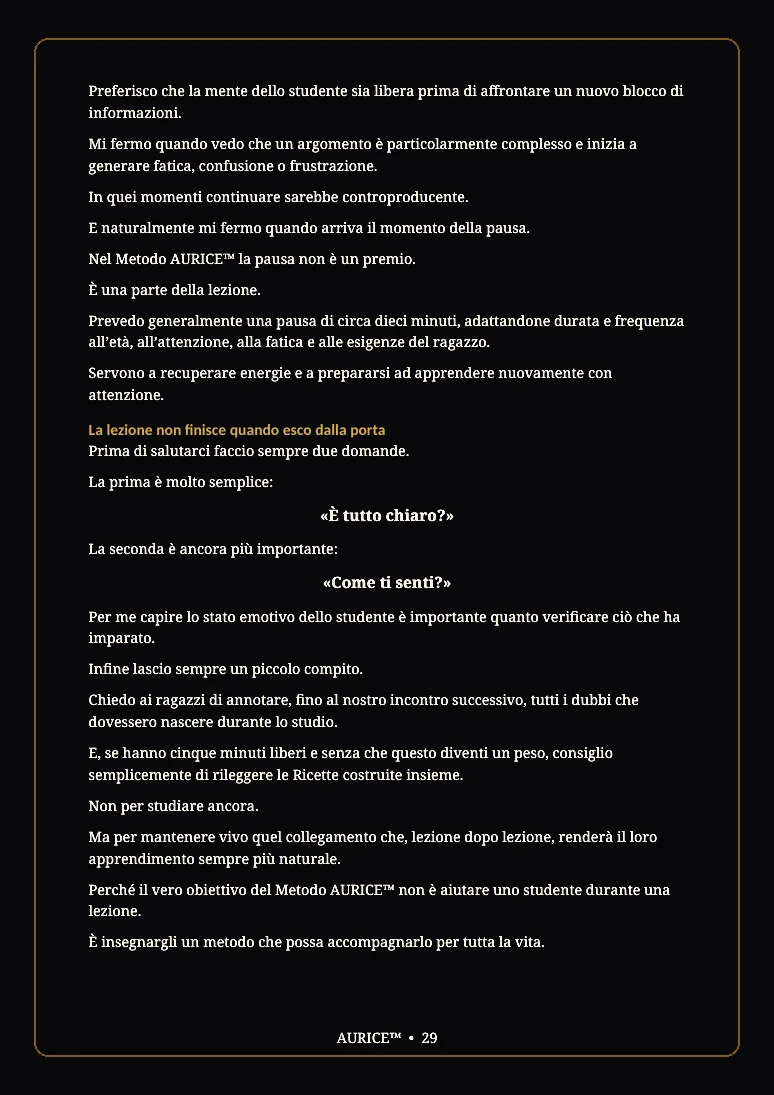 Preferisco che la mente dello studente sia libera prima di affrontare un nuovo blocco di
informazioni.
Mi fermo quando vedo che un argomento è particolarmente complesso e inizia a
generare fatica, confusione o frustrazione.
In quei momenti continuare sarebbe controproducente.
E naturalmente mi fermo quando arriva il momento della pausa.
Nel Metodo AURICE™ la pausa non è un premio.
È una parte della lezione.
Prevedo generalmente una pausa di circa dieci minuti, adattandone durata e frequenza
all’età, all’attenzione, alla fatica e alle esigenze del ragazzo.
Servono a recuperare energie e a prepararsi ad apprendere nuovamente con
attenzione.
La lezione non finisce quando esco dalla porta
Prima di salutarci faccio sempre due domande.
La prima è molto semplice:
«È tutto chiaro?»
La seconda è ancora più importante:
«Come ti senti?»
Per me capire lo stato emotivo dello studente è importante quanto verificare ciò che ha
imparato.
Infine lascio sempre un piccolo compito.
Chiedo ai ragazzi di annotare, fino al nostro incontro successivo, tutti i dubbi che
dovessero nascere durante lo studio.
E, se hanno cinque minuti liberi e senza che questo diventi un peso, consiglio
semplicemente di rileggere le Ricette costruite insieme.
Non per studiare ancora.
Ma per mantenere vivo quel collegamento che, lezione dopo lezione, renderà il loro
apprendimento sempre più naturale.
Perché il vero obiettivo del Metodo AURICE™ non è aiutare uno studente durante una
lezione.
È insegnargli un metodo che possa accompagnarlo per tutta la vita.
AURICE™ • 29